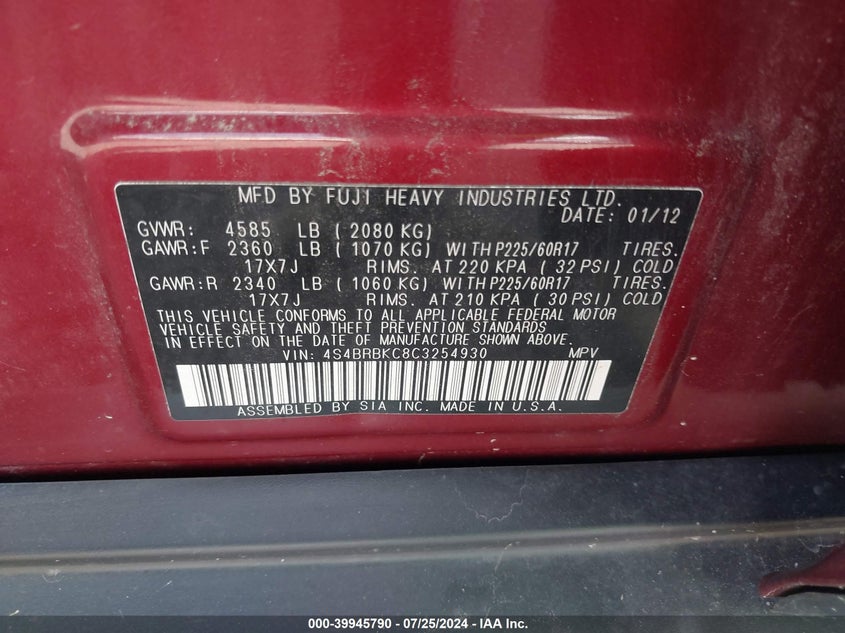 MFD BY FUJI HEAVY INDUSTRIES LTD.
DATE: 01/12
GVWR: 4585 LB ( 2080 KG)
GAWR:F 2360 LB ( 1070 KG) WITH P225/60R17 TIRES.
17X7J RIMS. AT 220 KPA ( 32 PSI) COLD
GAWR:R 2340 LB ( 1060 KG) WITH P225/60R17 TIRES.
17X7J RIMS. AT 210 KPA ( 30 PSI) COLD
THIS VEHICLE CONFORMS TO ALL APPLICABLE FEDERAL MOTOR
VEHICLE SAFETY AND THEFT PREVENTION STANDARDS
IN EFFECT ON THE DATE OF MANUFACTURE SHOWN ABOVE.
VIN: 4S4BRBKC8C3254930 MPV
ASSEMBLED BY SIA INC. MADE IN U.S.A.
000-39945790 - 07/25/2024 - IAA Inc.